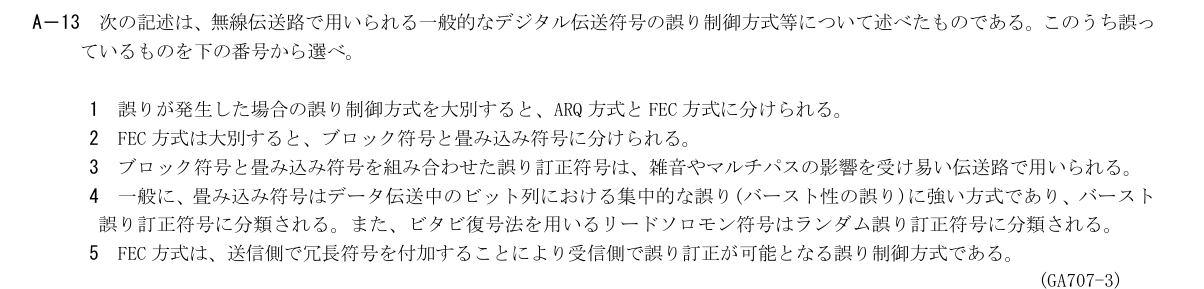 A－13　次の記述は、無線伝送路で用いられる一般的なデジタル伝送符号の誤り制御方式等について述べたものである。このうち誤っ
ているものを下の番号から選べ。
1　誤りが発生した場合の誤り制御方式を大別すると、ARQ 方式と FEC 方式に分けられる。
2　FEC 方式は大別すると、ブロック符号と畳み込み符号に分けられる。
3　ブロック符号と畳み込み符号を組み合わせた誤り訂正符号は、雑音やマルチパスの影響を受け易い伝送路で用いられる。
4　一般に、畳み込み符号はデータ伝送中のビット列における集中的な誤り(バースト性の誤り)に強い方式であり、バースト
誤り訂正符号に分類される。また、ビタビ復号法を用いるリードソロモン符号はランダム誤り訂正符号に分類される。
5　FEC 方式は、送信側で冗長符号を付加することにより受信側で誤り訂正が可能となる誤り制御方式である。
(GA707-3)